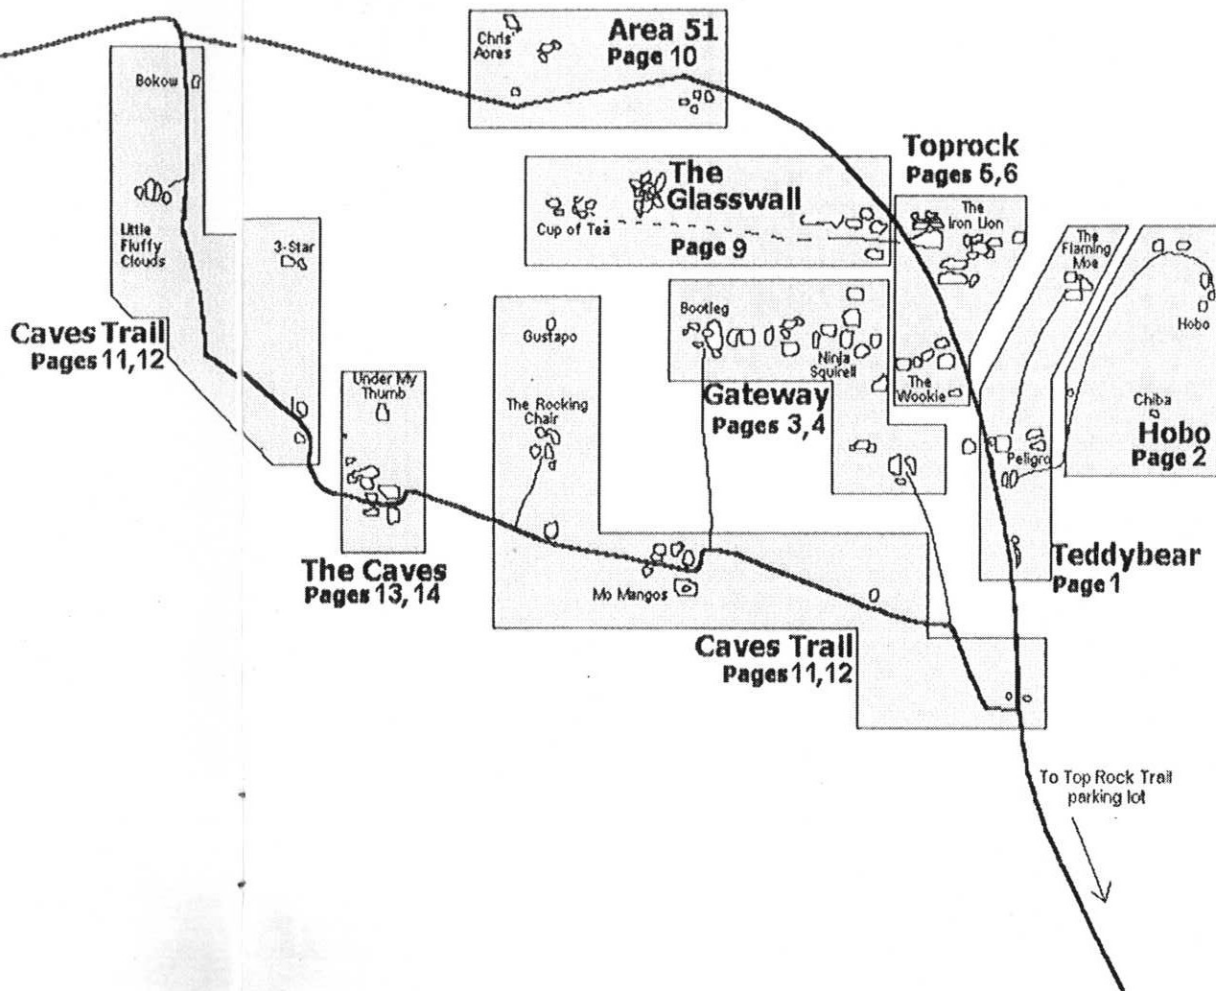 Chris'
Acres
Area 51
Page 10
Bokow
Toprock
Pages 5,6
The
Glasswall
Cup of Tea
Page 9
The
Iron Lion
The
Flaming
Moe
Hobo
Little
Fluffy
Clouds
3-Star
Caves Trail
Pages 11,12
Gustapo
Bootleg
Ninja
Squirell
The
Wookie
Under My
Thumb
The Rocking
Chair
Gateway
Pages 3,4
Chiba
Hobo
Page 2
Peligro
The Caves
Pages 13,14
Mo Mangos
Teddybear
Page 1
Caves Trail
Pages 11,12
To Top Rock Trail
parking lot